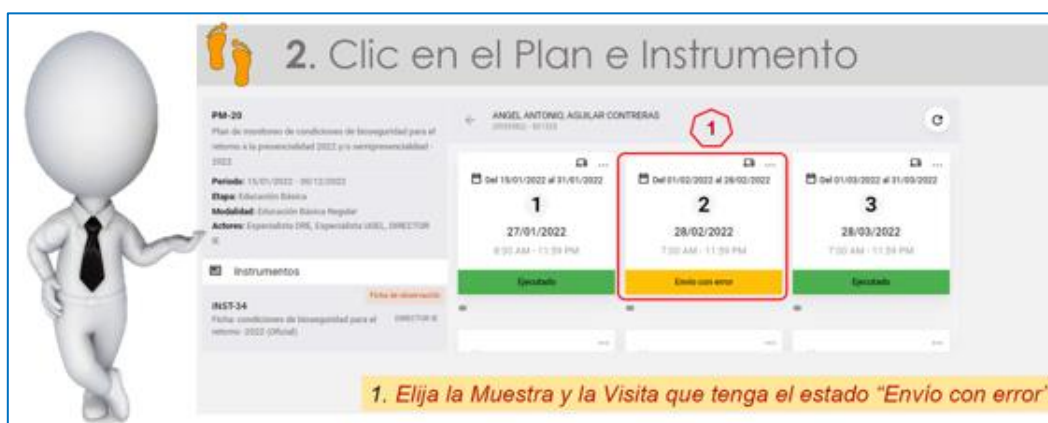 2. Clic en el Plan e Instrumento
PM-20
Plan de monitoreo de condiciones de bioseguridad para el
retorno a la presencialidad 2022 y/o semipresencialidad -
2022
Periodo: 15/01/2022 -
Etapa: Educación Básica
Modalidad: Educación Básica Regular
Actores: Especialista DRE, Especialista UGEL, DIRECTOR
IE
Instrumentos
Ficha de observación
INST-34
Ficha: condiciones de bioseguridad para el
retorno -2022 (Oficial)
DIRECTOR IE
ANGEL ANTONIO, AGUILAR CONTRERAS
1
Del 15/01/2022 al 31/01/2022
1
27/01/2022
8:00 AM - 11:59 PM
Ejecutado
Del 01/02/2022 al 28/02/2022
2
28/02/2022
7:00 AM - 11:59 PM
Envío con error
Del 01/03/2022 al 31/03/2022
3
28/03/2022
7:00 AM - 11:59 PM
Ejecutado
1. Elija la Muestra y la Visita que tenga el estado "Envío con error"